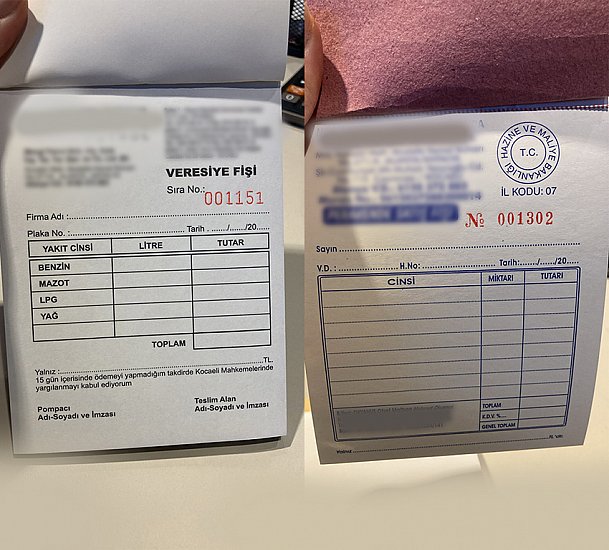 VERESİYE FİŞİ
Sıra No.: 001151
Firma Adı :
Plaka No. : Tarih ......./......./20.....
YAKIT CİNSİ LİTRE TUTAR
BENZİN
MAZOT
LPG
YAĞ
TOPLAM
Yalnız : TL.
15 gün içerisinde ödemeyi yapmadığım takdirde Kocaeli Mahkemelerinde
yargılanmayı kabul ediyorum
Pompacı Teslim Alan
Adı-Soyadı ve İmzası Adı-Soyadı ve İmzası
HAZİNE VE MALİYE BAKANLIĞI
T.C.
İL KODU: 07
№ 001302
Sayın
V.D. : H.No: Tarih:......./......./20....
CİNSİ MİKTARI TUTARI
TOPLAM
K.D.V. %....
GENEL TOPLAM
Yalnız